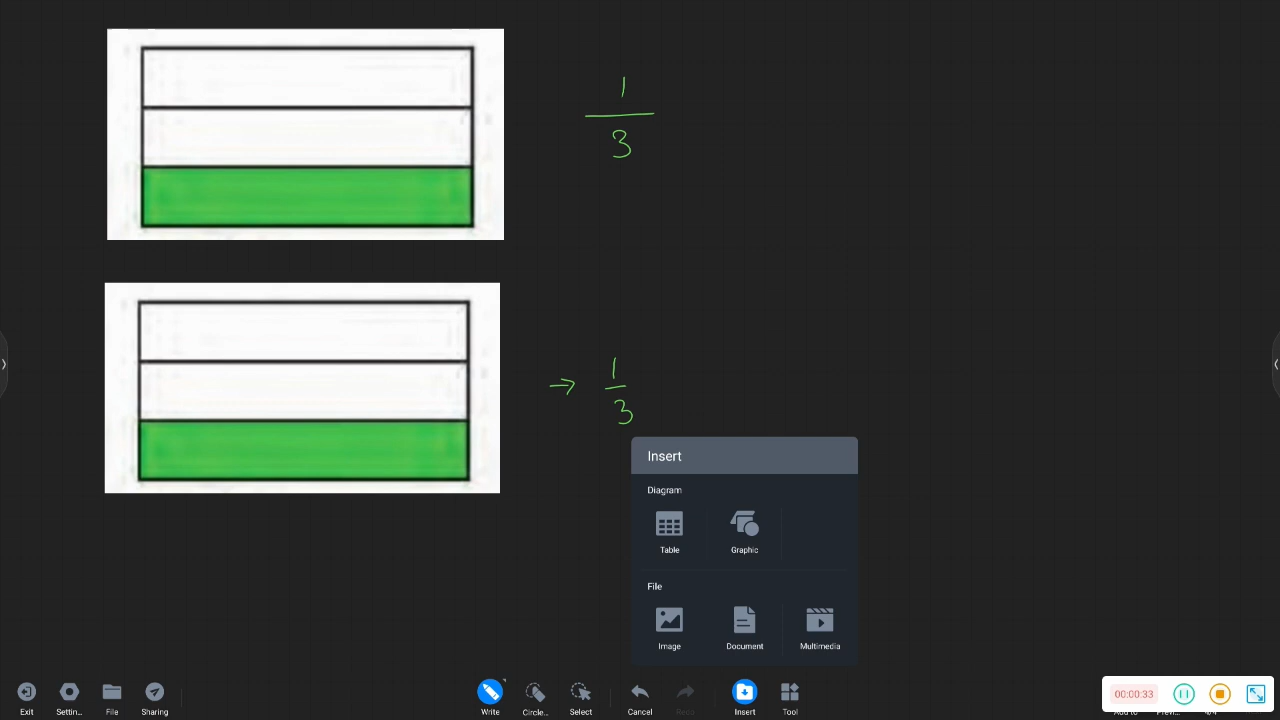 1
3
→ 1
3
Insert
Diagram
Table Graphic
File
Image Document Multimedia
Exit Settin... File Sharing Write Circle... Select Cancel Redo Insert Tool
00:00:33